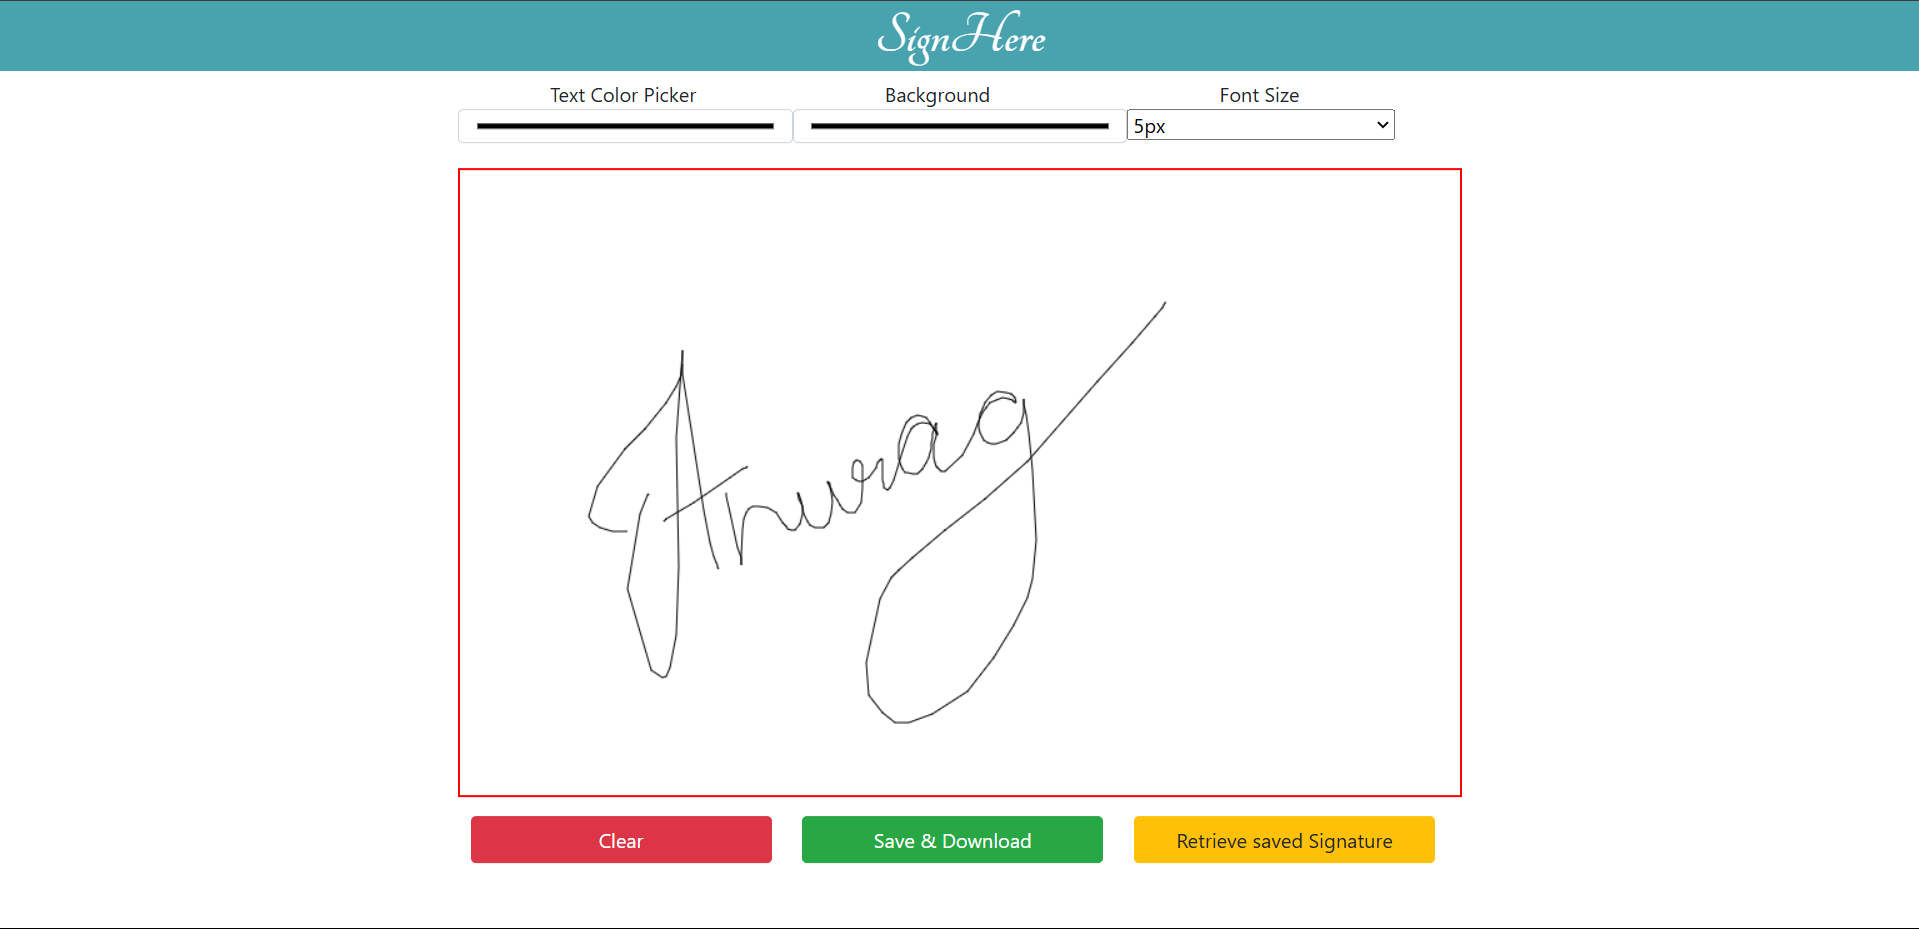 SignHere
Text Color Picker Background Font Size
5px
Anurag
Clear Save & Download Retrieve saved Signature